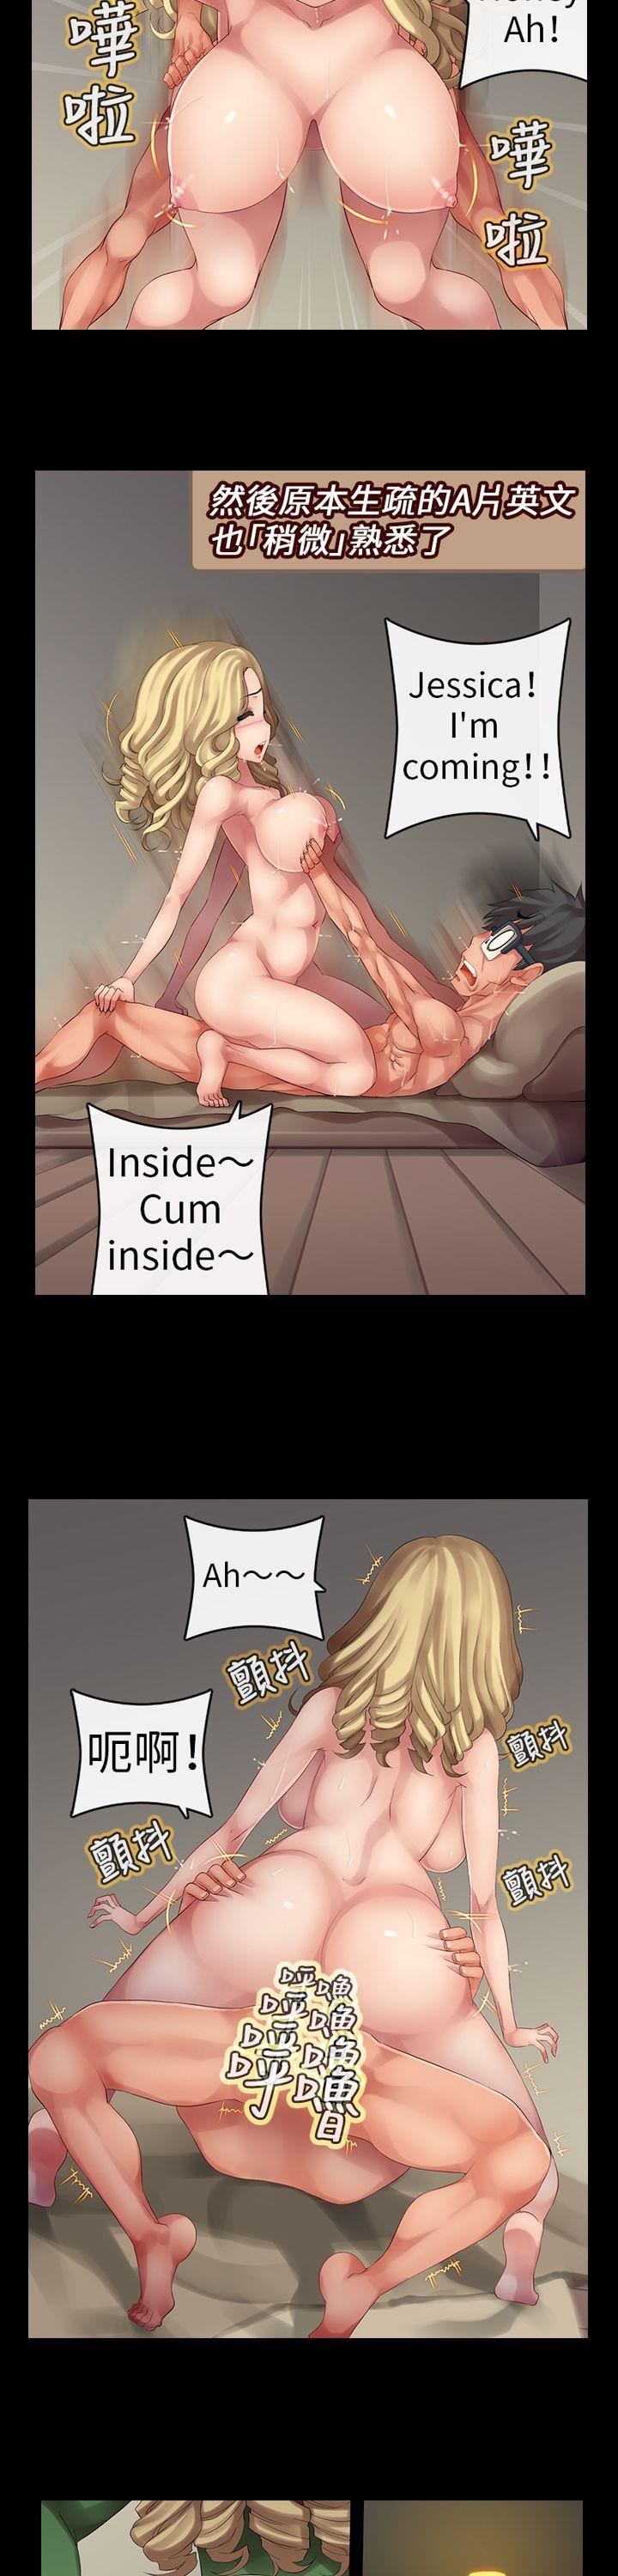 Ah!
嘩
啦
嘩
啦
然後原本生疏的A片英文
也「稍微」熟悉了
Jessica!
I'm
coming!!
Inside～
Cum
inside～
Ah～～
顫抖
呃啊!
顫抖
顫抖
顫抖